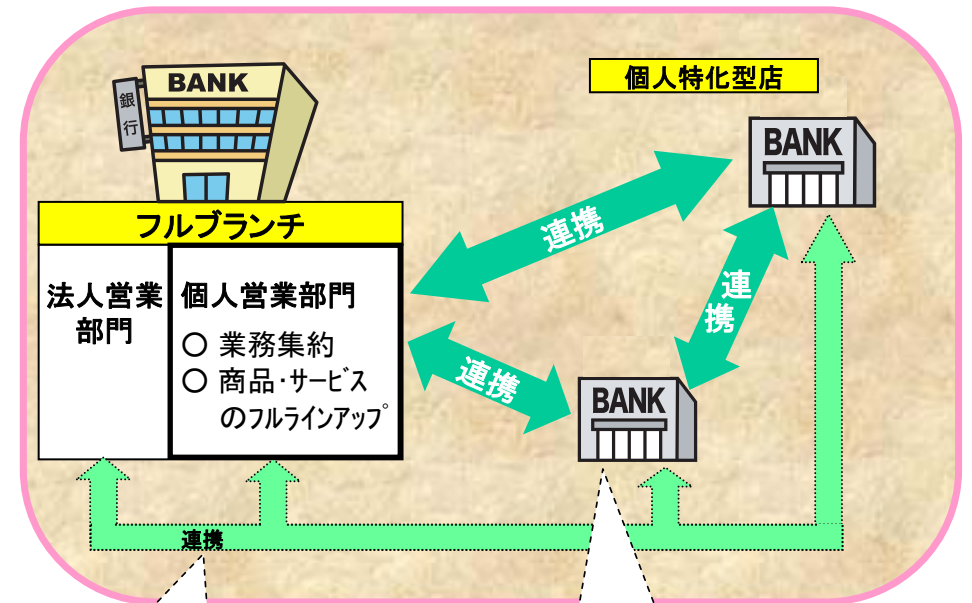 BANK
銀行
個人特化型店
BANK
フルブランチ
連携
法人営業
部門
個人営業部門
○ 業務集約
○ 商品・ｻｰﾋﾞｽ
のﾌﾙﾗｲﾝｱｯﾌﾟ
連
携
連携
BANK
連携